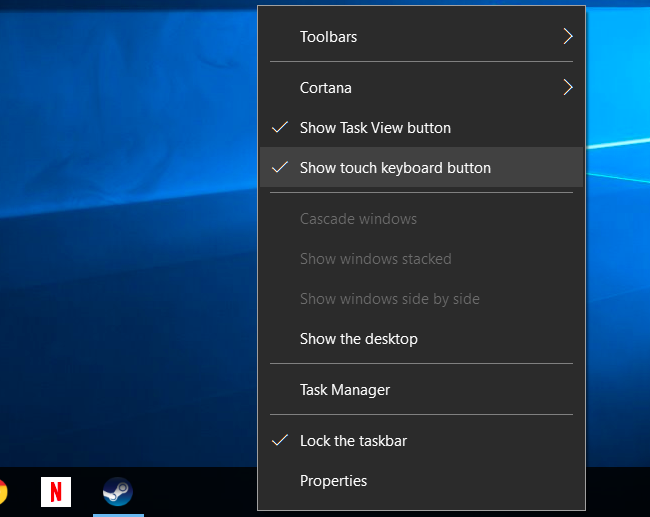 Toolbars
Cortana
Show Task View button
Show touch keyboard button
Cascade windows
Show windows stacked
Show windows side by side
Show the desktop
Task Manager
Lock the taskbar
Properties
N